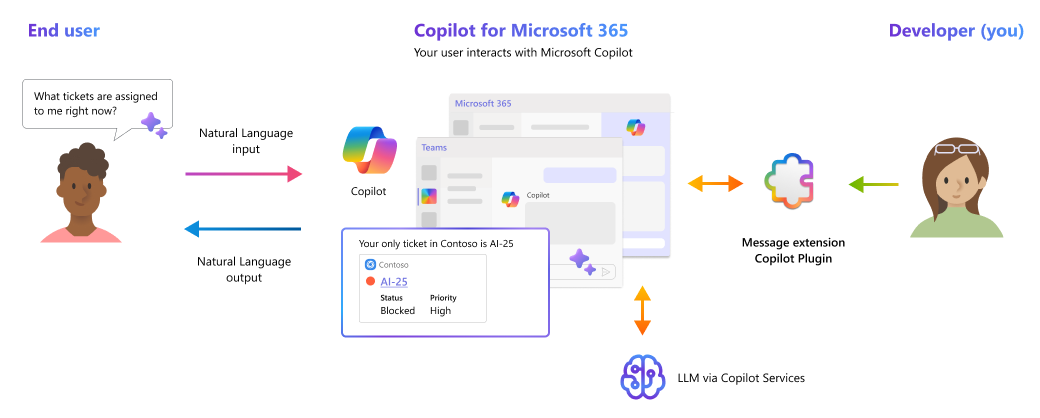 End user
Copilot for Microsoft 365
Your user interacts with Microsoft Copilot
Developer (you)
What tickets are assigned
to me right now?
Natural Language
input
Natural Language
output
Copilot
Microsoft 365
Teams
Copilot
Your only ticket in Contoso is AI-25
Contoso
AI-25
Status Priority
Blocked High
Message extension
Copilot Plugin
LLM via Copilot Services